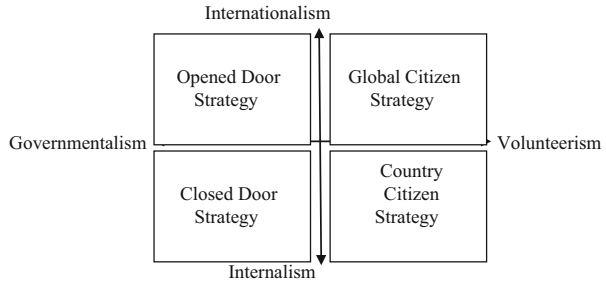 Internationalism
Opened Door
Strategy
Global Citizen
Strategy
Governmentalism
Volunteerism
Closed Door
Strategy
Country
Citizen
Strategy
Internalism